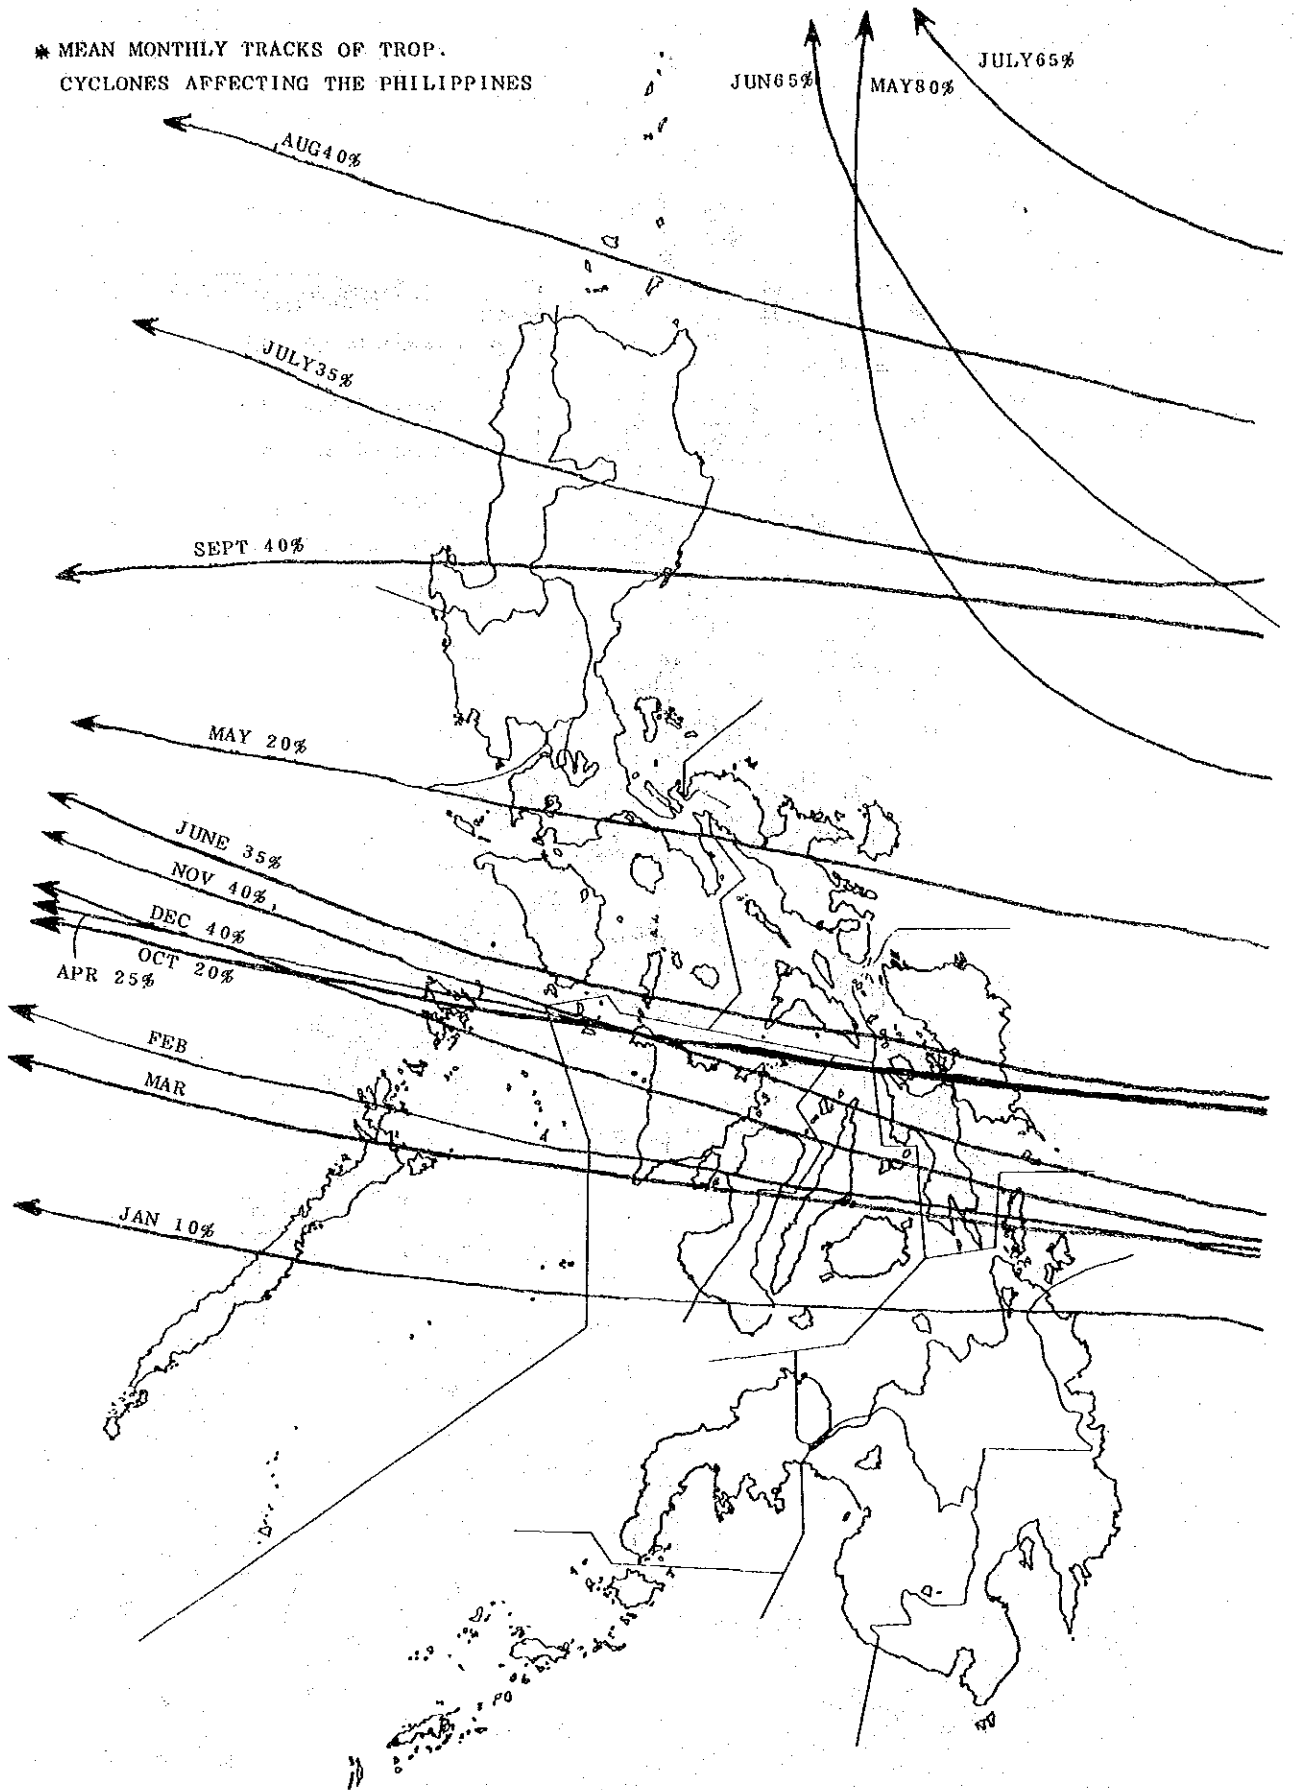 * MEAN MONTHLY TRACKS OF TROP.
CYCLONES AFFECTING THE PHILIPPINES
JUN65%
MAY80%
JULY65%
AUG40%
JULY35%
SEPT 40%
MAY 20%
JUNE 35%
NOV 40%
DEC 40%
OCT 20%
APR 25%
FEB
MAR
JAN 10%